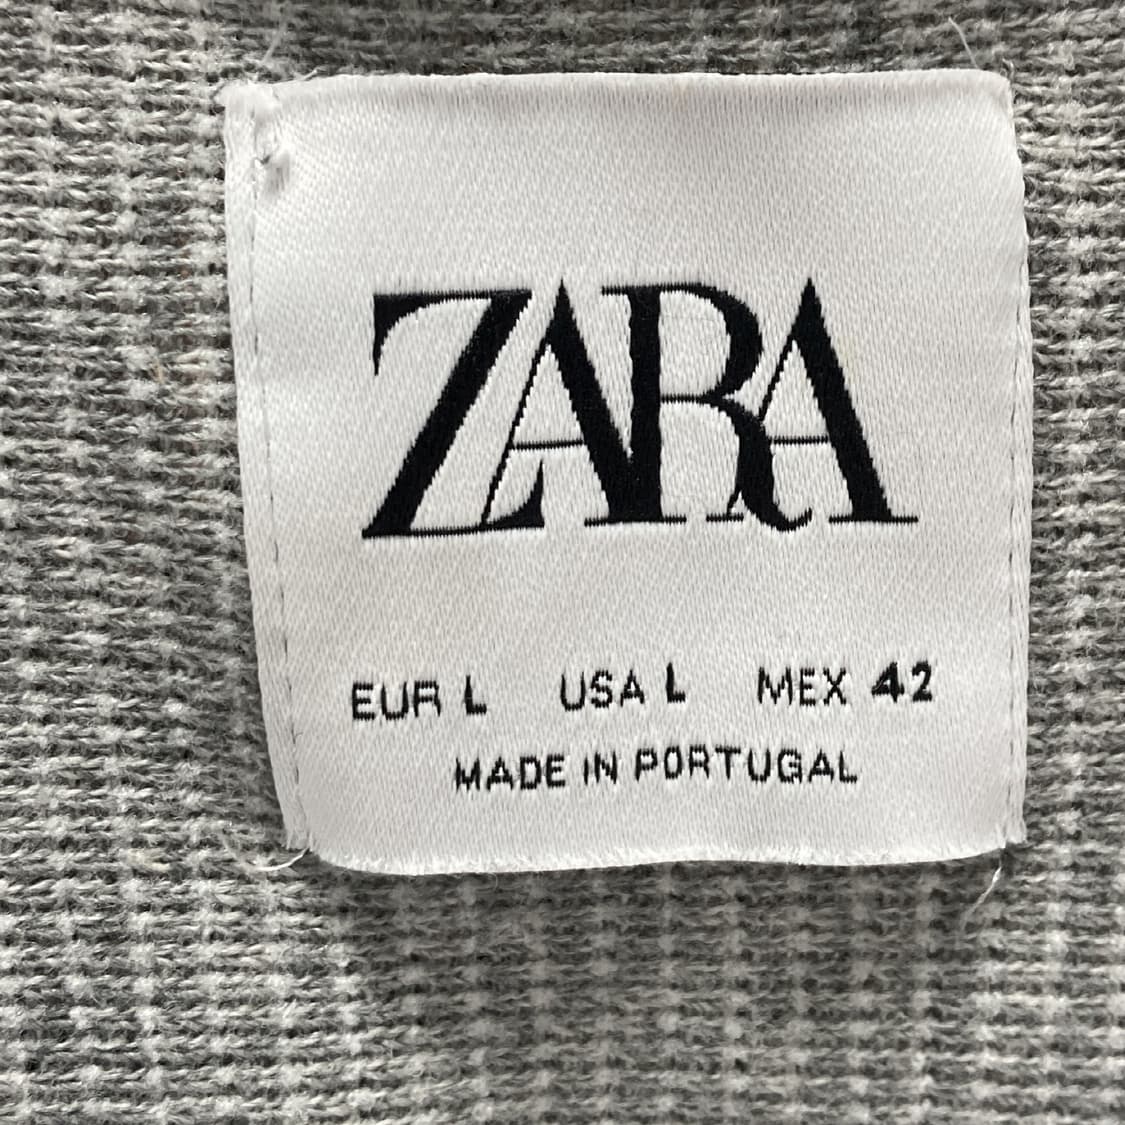 ZARA
EUR L USA L MEX 42
MADE IN PORTUGAL